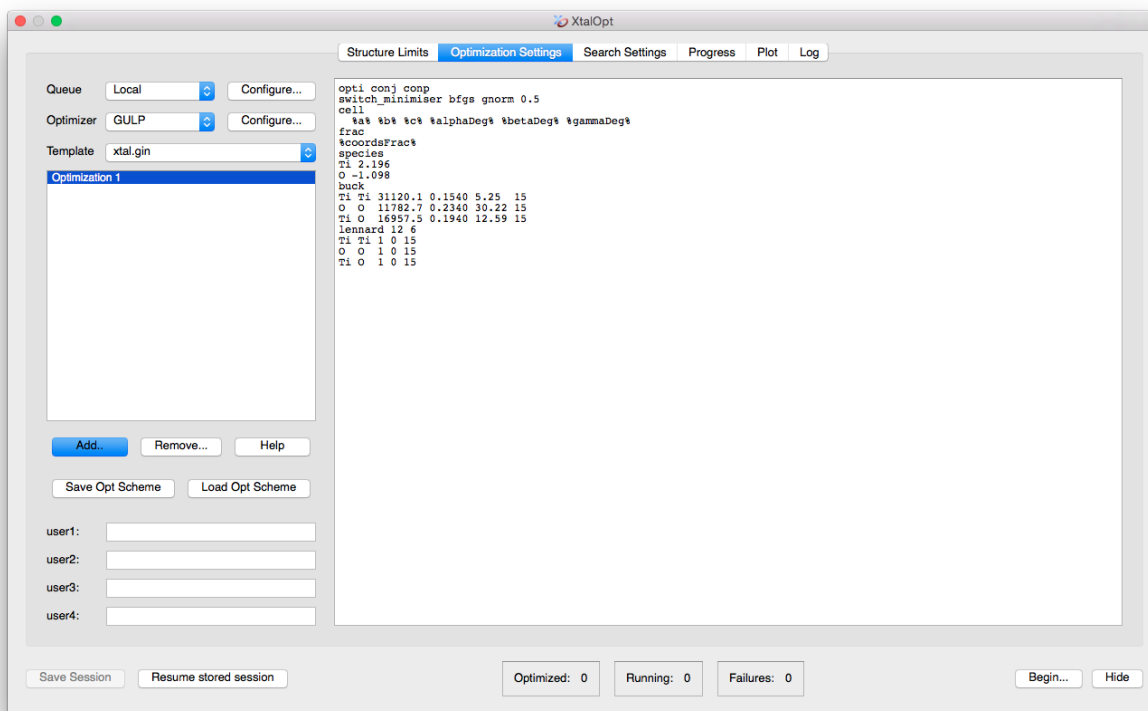 XtalOpt
Structure Limits Optimization Settings Search Settings Progress Plot Log
Queue Local Configure...
Optimizer GULP Configure...
Template xtal.gin
Optimization 1
Add..
Remove...
Help
Save Opt Scheme
Load Opt Scheme
user1:
user2:
user3:
user4:
opti conj conp
switch_minimiser bfgs gnorm 0.5
cell
  %a% %b% %c% %alphaDeg% %betaDeg% %gammaDeg%
frac
%coordsFrac%
species
Ti 2.196
O -1.098
buck
Ti Ti 31120.1 0.1540 5.25  15
O  O  11782.7 0.2340 30.22 15
Ti O  16957.5 0.1940 12.59 15
lennard 12 6
Ti Ti 1 0 15
O  O  1 0 15
Ti O  1 0 15
Save Session
Resume stored session
Optimized: 0
Running: 0
Failures: 0
Begin...
Hide